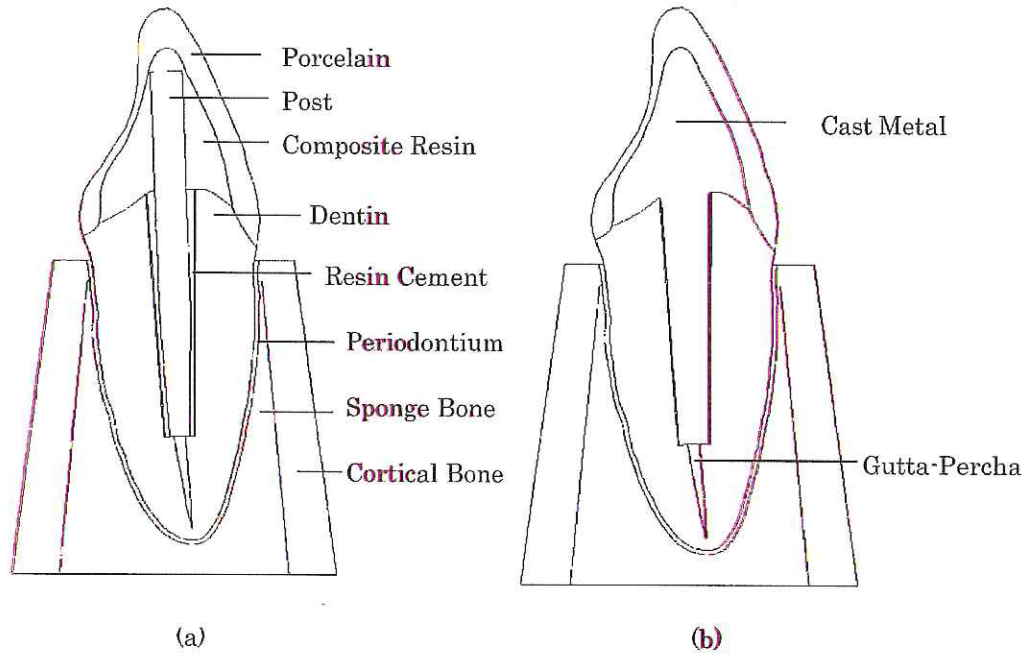 Porcelain
Post
Composite Resin
Dentin
Resin Cement
Periodontium
Sponge Bone
Cortical Bone
(a)
Cast Metal
Gutta-Percha
(b)